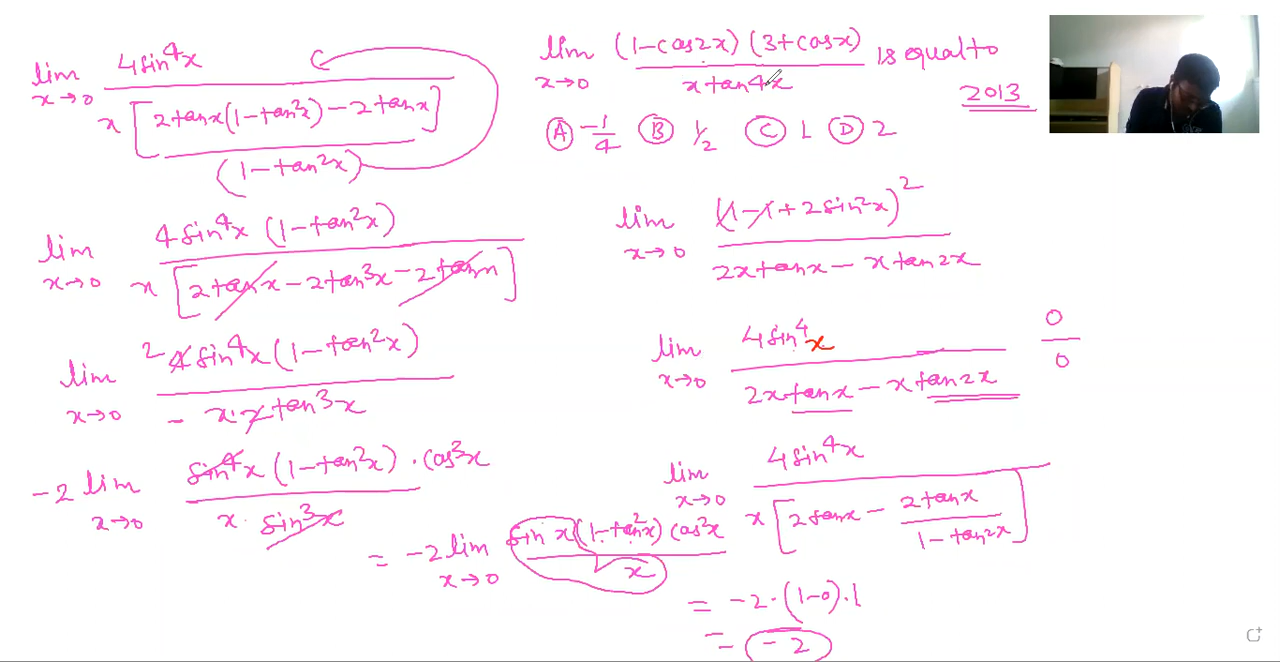 lim x→0 4sin⁴x / x[2tanx(1-tan²x) - 2tanx] / (1-tan²x)
lim x→0 4sin⁴x (1-tan²x) / x[2tanx - 2tan³x - 2tanx]
lim x→0 2 4sin⁴x (1-tan²x) / - x·2tan³x
-2 lim x→0 sin⁴x (1-tan²x) · cos³x / x · sin³x
= -2 lim x→0 sin x (1-tan²x) cos³x / x
lim x→0 (1-cos2x) (3+cosx) / x tan4x is equal to
2013
(A) -1/4 (B) 1/2 (C) 1 (D) 2
lim x→0 (1-1+2sin²x)² / 2x tanx - x tan2x
lim x→0 4sin⁴x / 2x tanx - x tan2x 0/0
lim x→0 4sin⁴x / x[2tanx - 2tanx / 1-tan²x]
= -2 · (1-0) · 1
= -2